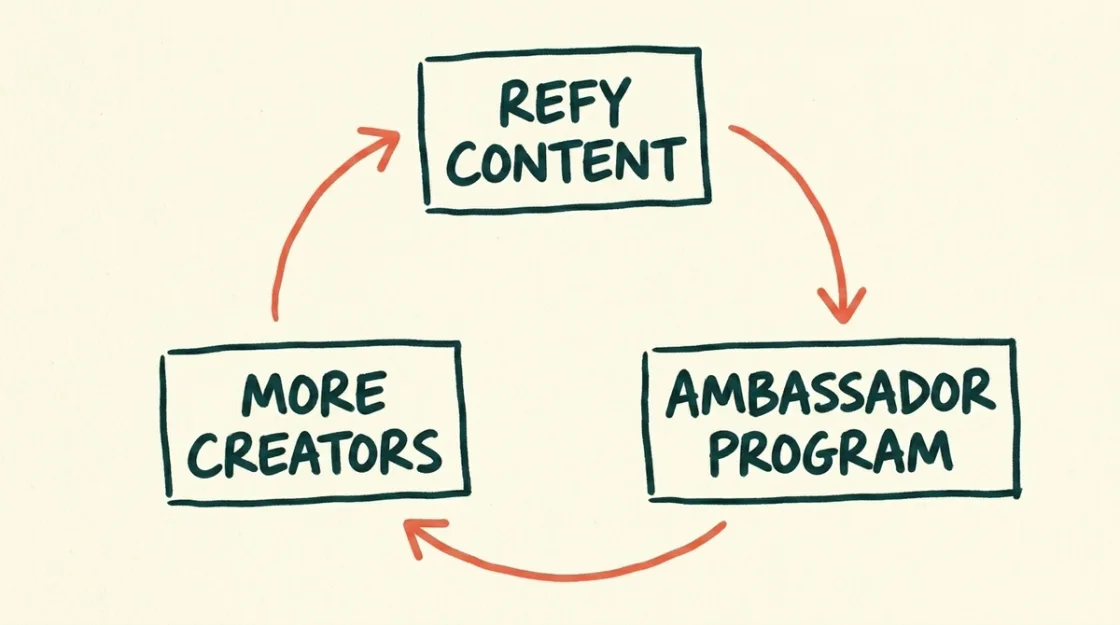 REFY
CONTENT
MORE
CREATORS
AMBASSADOR
PROGRAM